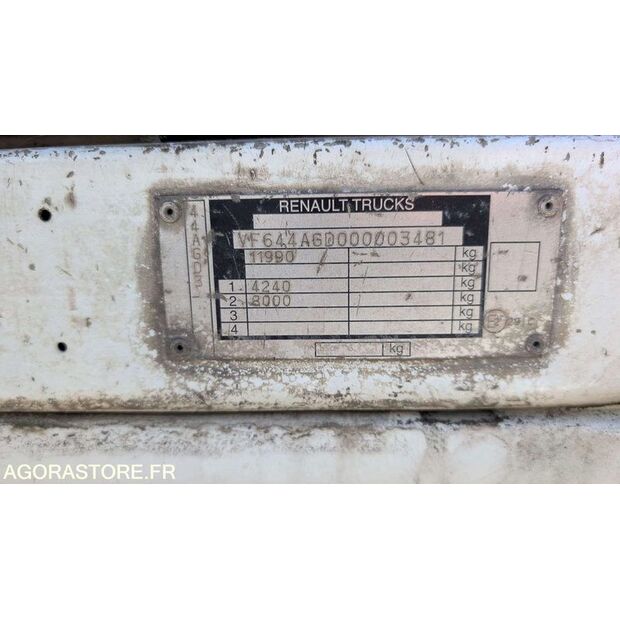 RENAULT TRUCKS
44AGD3
VF644AGD000003481
11990 kg
kg
1 - 4240 kg
2 - 8000 kg
3 kg
4 kg
kg
AGORASTORE.FR